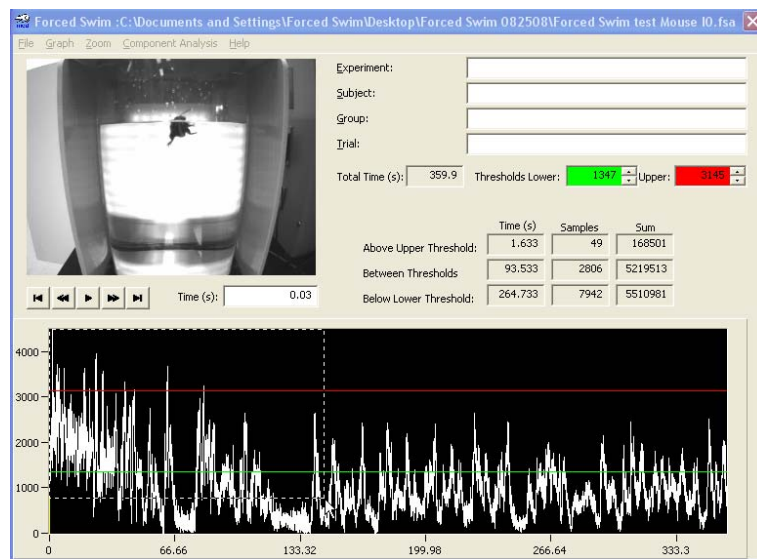 Forced Swim :C:\Documents and Settings\Forced Swim\Desktop\Forced Swim 082508\Forced Swim test Mouse 10.fsa
File Graph Zoom Component Analysis Help
Experiment:
Subject:
Group:
Trial:
Total Time (s): 359.9 Thresholds Lower: 1347 Upper: 3145
Time (s) Samples Sum
Above Upper Threshold: 1.633 49 168501
Between Thresholds 93.533 2806 5219513
Below Lower Threshold: 264.733 7942 5510981
Time (s): 0.03
4000
3000
2000
1000
0
0 66.66 133.32 199.98 266.64 333.3